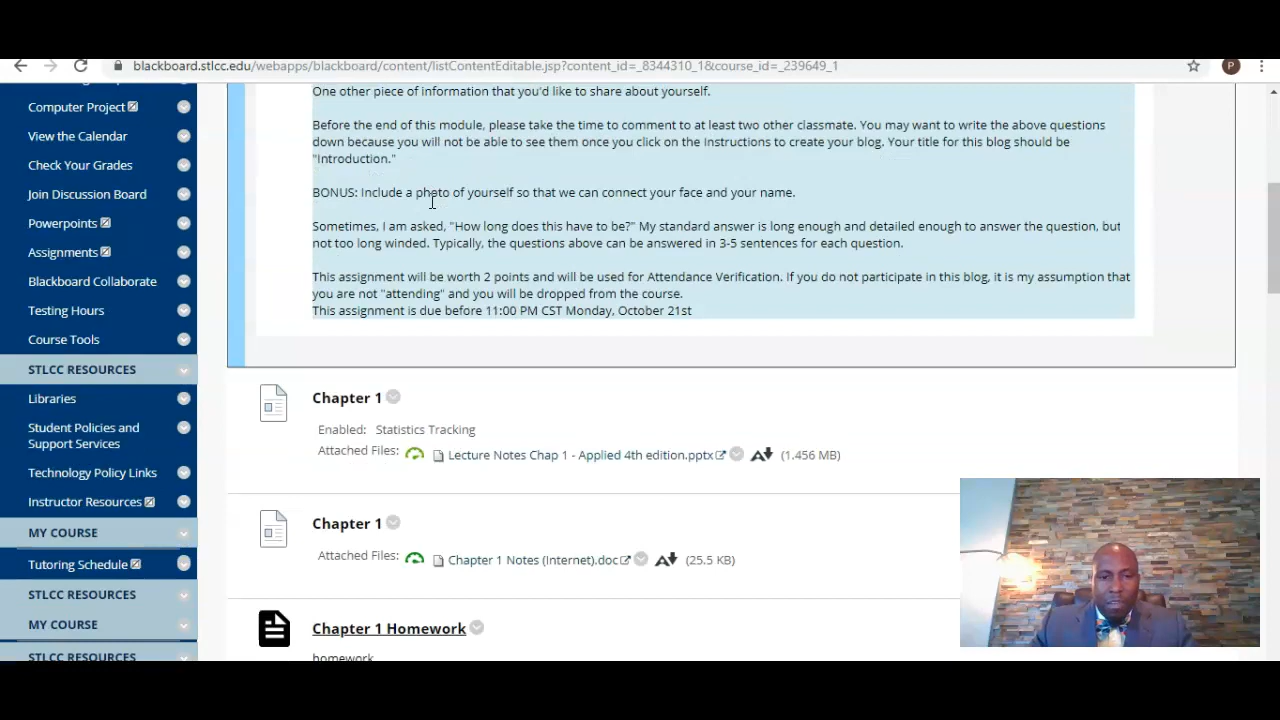 blackboard.stlcc.edu/webapps/blackboard/content/listContentEditable.jsp?content_id=_8344310_1&course_id=_239649_1
P
Computer Project
View the Calendar
Check Your Grades
Join Discussion Board
Powerpoints
Assignments
Blackboard Collaborate
Testing Hours
Course Tools
STLCC RESOURCES
Libraries
Student Policies and
Support Services
Technology Policy Links
Instructor Resources
MY COURSE
Tutoring Schedule
STLCC RESOURCES
MY COURSE
STLCC RESOURCES
One other piece of information that you'd like to share about yourself.
Before the end of this module, please take the time to comment to at least two other classmate. You may want to write the above questions
down because you will not be able to see them once you click on the Instructions to create your blog. Your title for this blog should be
"Introduction."
BONUS: Include a photo of yourself so that we can connect your face and your name.
Sometimes, I am asked, "How long does this have to be?" My standard answer is long enough and detailed enough to answer the question, but
not too long winded. Typically, the questions above can be answered in 3-5 sentences for each question.
This assignment will be worth 2 points and will be used for Attendance Verification. If you do not participate in this blog, it is my assumption that
you are not "attending" and you will be dropped from the course.
This assignment is due before 11:00 PM CST Monday, October 21st
Chapter 1
Enabled: Statistics Tracking
Attached Files: Lecture Notes Chap 1 - Applied 4th edition.pptx (1.456 MB)
Chapter 1
Attached Files: Chapter 1 Notes (Internet).doc (25.5 KB)
Chapter 1 Homework
homework